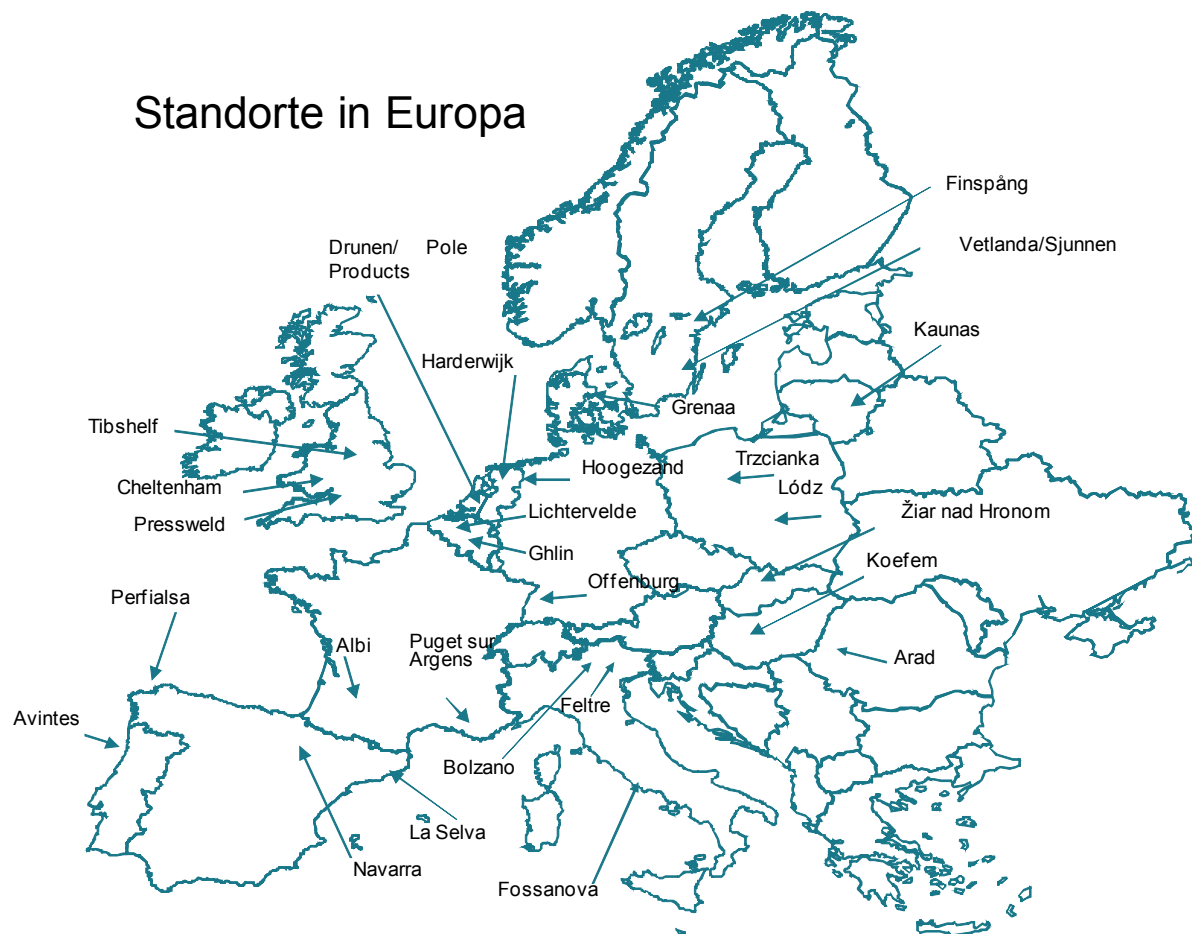 Standorte in Europa
Finspång
Drunen/ Pole
Products
Vetlanda/Sjunnen
Kaunas
Harderwijk
Grenaa
Tibshelf
Hoogezand
Trzcianka
Cheltenham
Lódz
Pressweld
Lichtervelde
Žiar nad Hronom
Ghlin
Koefem
Offenburg
Perfialsa
Albi
Puget sur
Argens
Arad
Feltre
Avintes
Bolzano
La Selva
Navarra
Fossanova